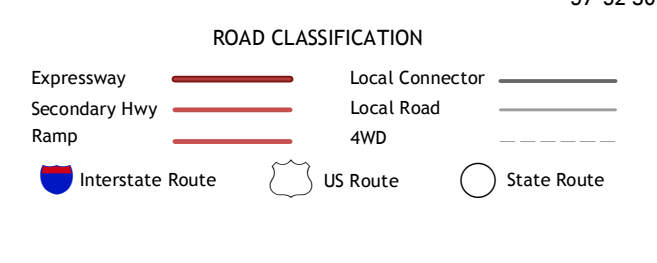 ROAD CLASSIFICATION
Expressway
Local Connector
Secondary Hwy
Local Road
Ramp
4WD
Interstate Route
US Route
State Route